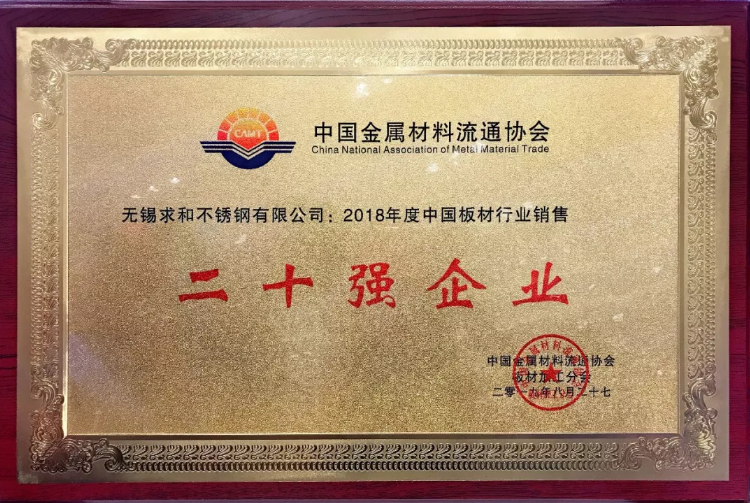 CAMT
中国金属材料流通协会
China National Association of Metal Material Trade
无锡求和不锈钢有限公司：2018年度中国板材行业销售
二十强企业
中国金属材料流通协会
板材加工分会
二零一九年八月二十七